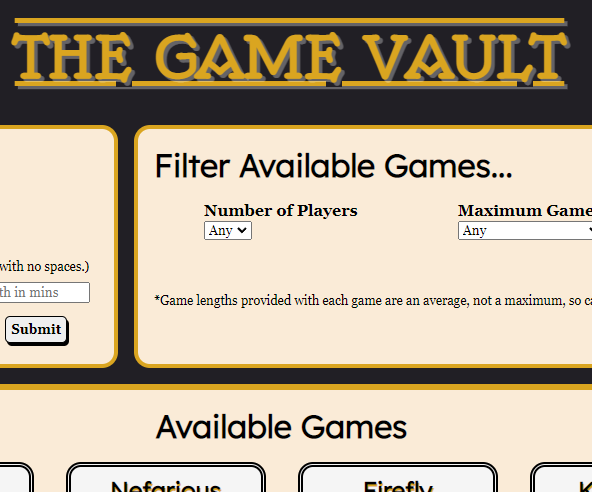 THE GAME VAULT
Filter Available Games...
Number of Players
Maximum Game
Any
Any
with no spaces.)
th in mins
*Game lengths provided with each game are an average, not a maximum, so ca
Submit
Available Games
Nefarious
Firefly
K